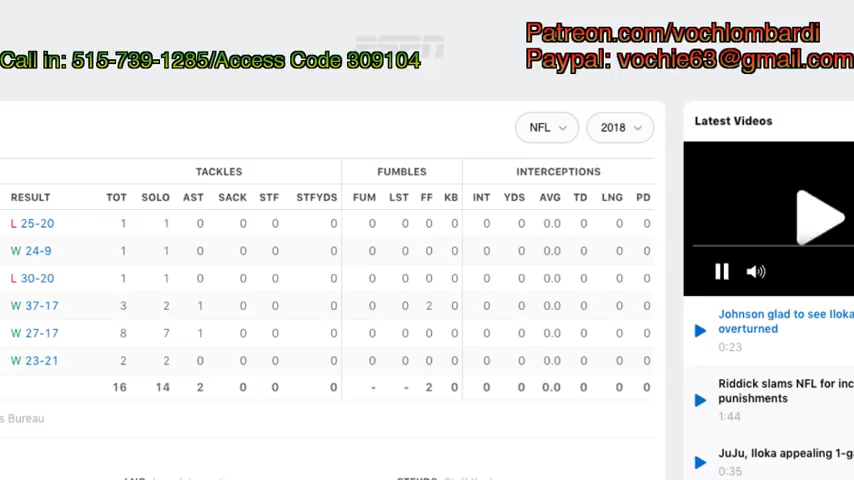 Patreon.com/vochlombardi
Call in: 515-739-1285/Access Code 309104
Paypal: vochie63@gmail.com
ESPN
NFL 2018
Latest Videos
TACKLES FUMBLES INTERCEPTIONS
RESULT TOT SOLO AST SACK STF STFYDS FUM LST FF KB INT YDS AVG TD LNG PD
L 25-20 1 1 0 0 0 0 0 0 0 0 0 0 0.0 0 0 0
W 24-9 1 1 0 0 0 0 0 0 0 0 0 0 0.0 0 0 0
L 30-20 1 1 0 0 0 0 0 0 0 0 0 0 0.0 0 0 0
W 37-17 3 2 1 0 0 0 0 0 2 0 0 0 0.0 0 0 0
W 27-17 8 7 1 0 0 0 0 0 0 0 0 0 0.0 0 0 0
W 23-21 2 2 0 0 0 0 0 0 0 0 0 0 0.0 0 0 0
16 14 2 0 0 0 - - 2 0 0 0 0.0 0 0 0
s Bureau
Johnson glad to see Iloka
overturned
0:23
Riddick slams NFL for inc
punishments
1:44
JuJu, Iloka appealing 1-ga
0:35